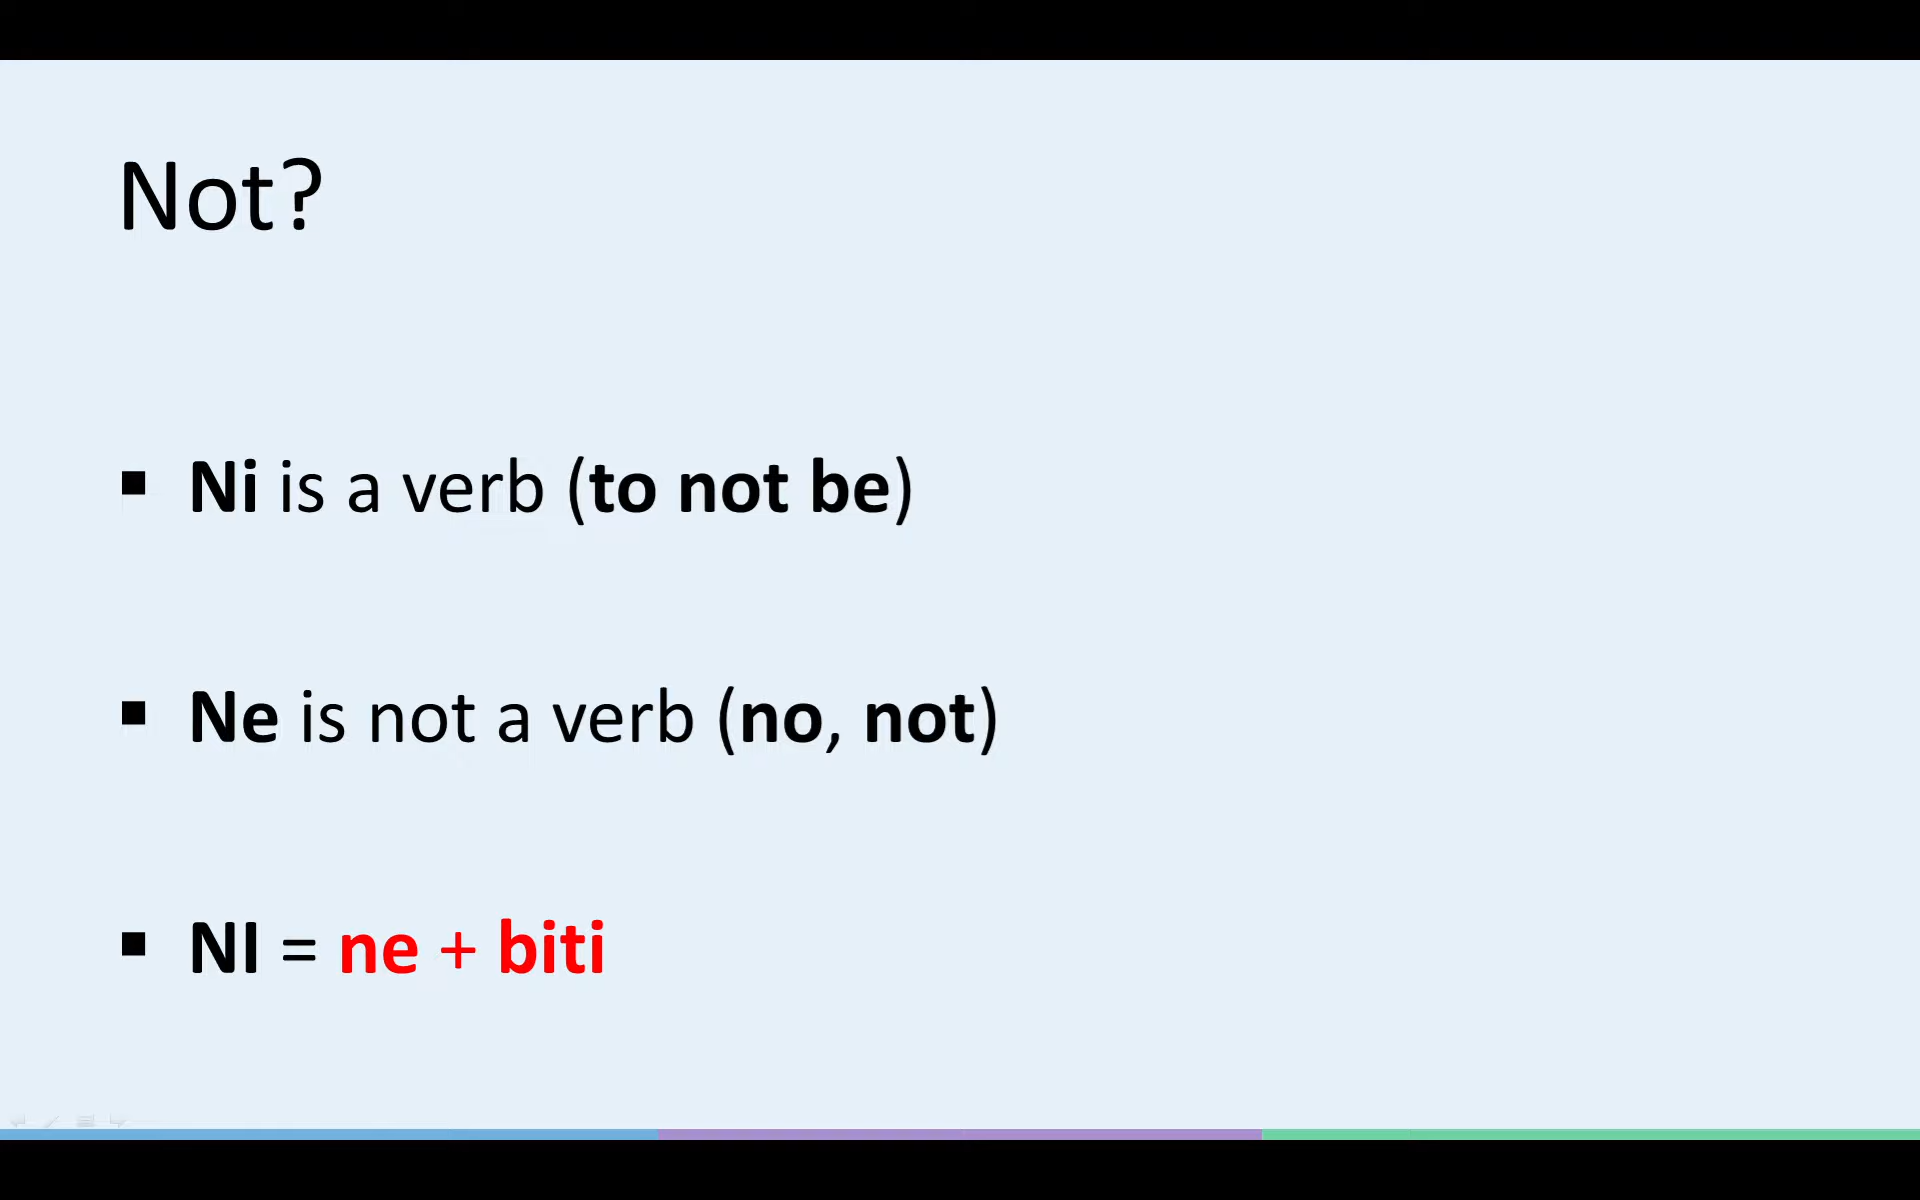 Not?
▪ Ni is a verb (to not be)
▪ Ne is not a verb (no, not)
▪ NI = ne + biti